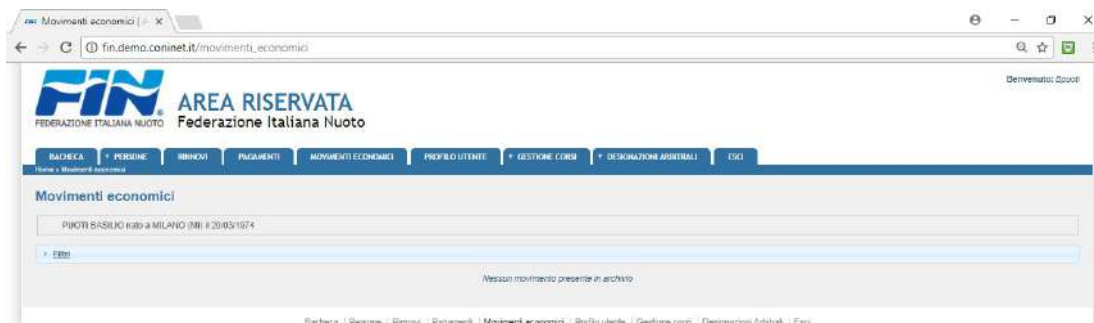 Movimenti economici |
fin.demo.coninet.it/movimenti_economici
Benvenuto:
FIN
FEDERAZIONE ITALIANA NUOTO
AREA RISERVATA
Federazione Italiana Nuoto
BACHECA PERSONE RINNOVI PAGAMENTI MOVIMENTI ECONOMICI PROFILO UTENTE GESTIONE CORSI DESIGNAZIONI ARBITRALI ESCI
Home » Movimenti economici
Movimenti economici
BASILIO nato a MILANO (MI) il 20/03/1974
Filtri
Nessun movimento presente in archivio
Bacheca | Persone | Rinnovi | Pagamenti | Movimenti economici | Profilo utente | Gestione corsi | Designazioni Arbitrali | Esci